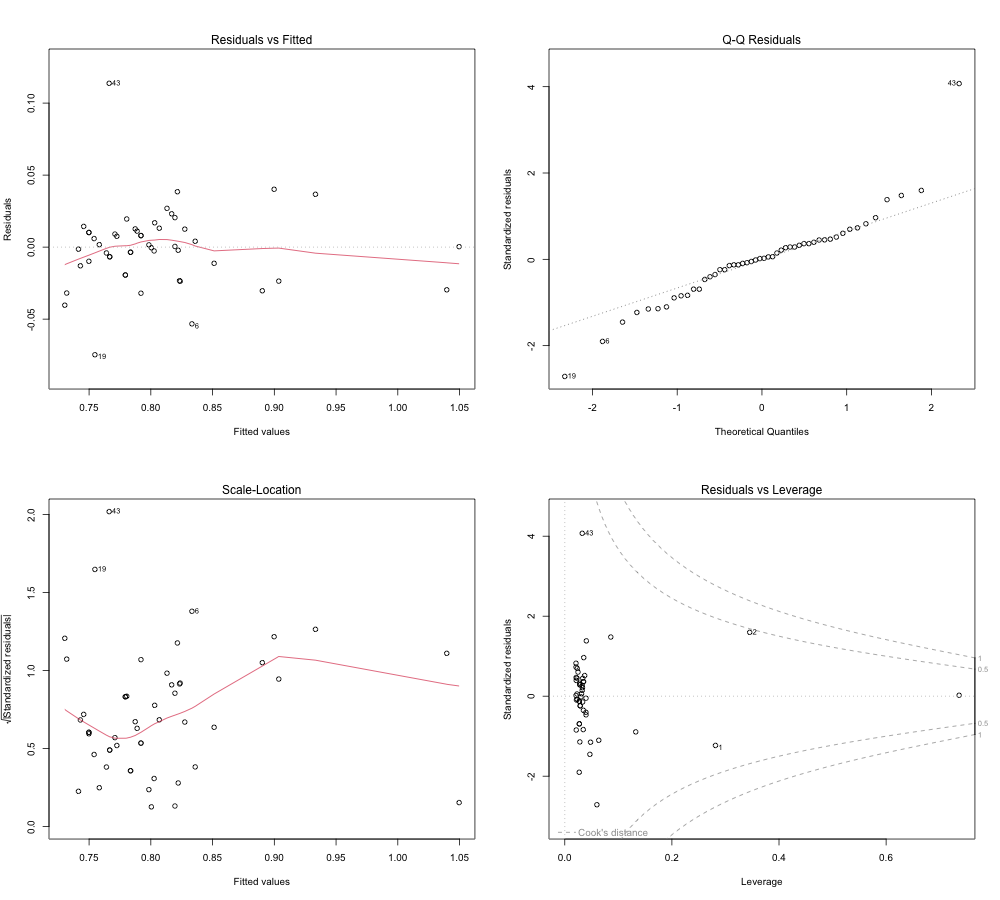 Residuals vs Fitted
Residuals
0.10
0.05
0.00
-0.05
43
6
19
0.75 0.80 0.85 0.90 0.95 1.00 1.05
Fitted values
Q-Q Residuals
Standardized residuals
4
2
0
-2
43
6
19
-2 -1 0 1 2
Theoretical Quantiles
Scale-Location
√|Standardized residuals|
2.0
1.5
1.0
0.5
0.0
43
19
6
0.75 0.80 0.85 0.90 0.95 1.00 1.05
Fitted values
Residuals vs Leverage
Standardized residuals
4
2
0
-2
43
2
1
1
0.5
0.5
1
Cook's distance
0.0 0.2 0.4 0.6
Leverage